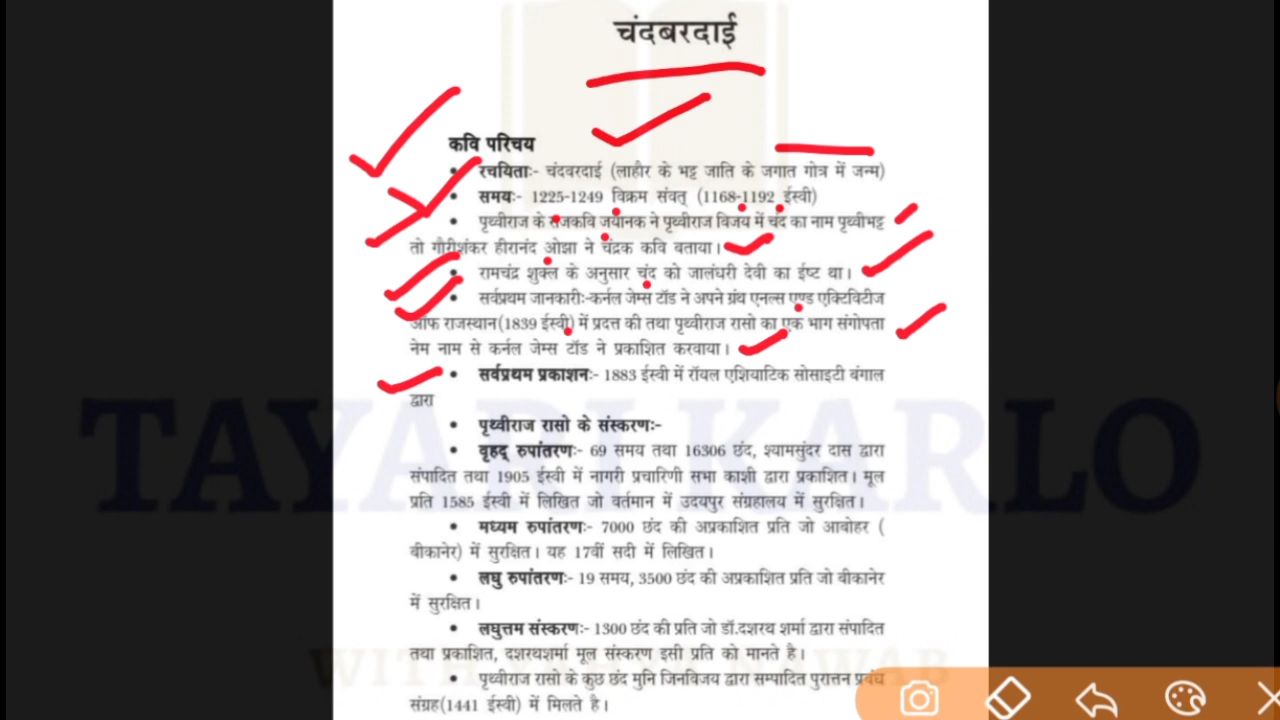 चंदबरदाई
कवि परिचय
• रचयिताः- चंदवरदाई (लाहौर के भट्ट जाति के जगात गोत्र में जन्म)
• समयः- 1225-1249 विक्रम संवत् (1168-1192 ईस्वी)
• पृथ्वीराज के राजकवि जयानक ने पृथ्वीराज विजय में चंद का नाम पृथ्वीभट्ट
तो गौरीशंकर हीरानंद ओझा ने चंद्रक कवि बताया।
• रामचंद्र शुक्ल के अनुसार चंद को जालंधरी देवी का ईष्ट था।
• सर्वप्रथम जानकारीः-कर्नल जेम्स टॉड ने अपने ग्रंथ एनल्स एण्ड एक्टिविटीज
ऑफ राजस्थान(1839 ईस्वी) में प्रदत्त की तथा पृथ्वीराज रासो का एक भाग संगोपता
नेम नाम से कर्नल जेम्स टॉड ने प्रकाशित करवाया।
• सर्वप्रथम प्रकाशनः- 1883 ईस्वी में रॉयल एशियाटिक सोसाइटी बंगाल
द्वारा
• पृथ्वीराज रासो के संस्करणः-
• वृहद् रुपांतरणः- 69 समय तथा 16306 छंद, श्यामसुंदर दास द्वारा
संपादित तथा 1905 ईस्वी में नागरी प्रचारिणी सभा काशी द्वारा प्रकाशित। मूल
प्रति 1585 ईस्वी में लिखित जो वर्तमान में उदयपुर संग्रहालय में सुरक्षित।
• मध्यम रुपांतरणः- 7000 छंद की अप्रकाशित प्रति जो आबोहर (
बीकानेर) में सुरक्षित। यह 17वीं सदी में लिखित।
• लघु रुपांतरणः- 19 समय, 3500 छंद की अप्रकाशित प्रति जो बीकानेर
में सुरक्षित।
• लघुत्तम संस्करणः- 1300 छंद की प्रति जो डॉ.दशरथ शर्मा द्वारा संपादित
तथा प्रकाशित, दशरथशर्मा मूल संस्करण इसी प्रति को मानते है।
• पृथ्वीराज रासो के कुछ छंद मुनि जिनविजय द्वारा सम्पादित पुरातन प्रबंध
संग्रह(1441 ईस्वी) में मिलते है।
TAYARI KARLO